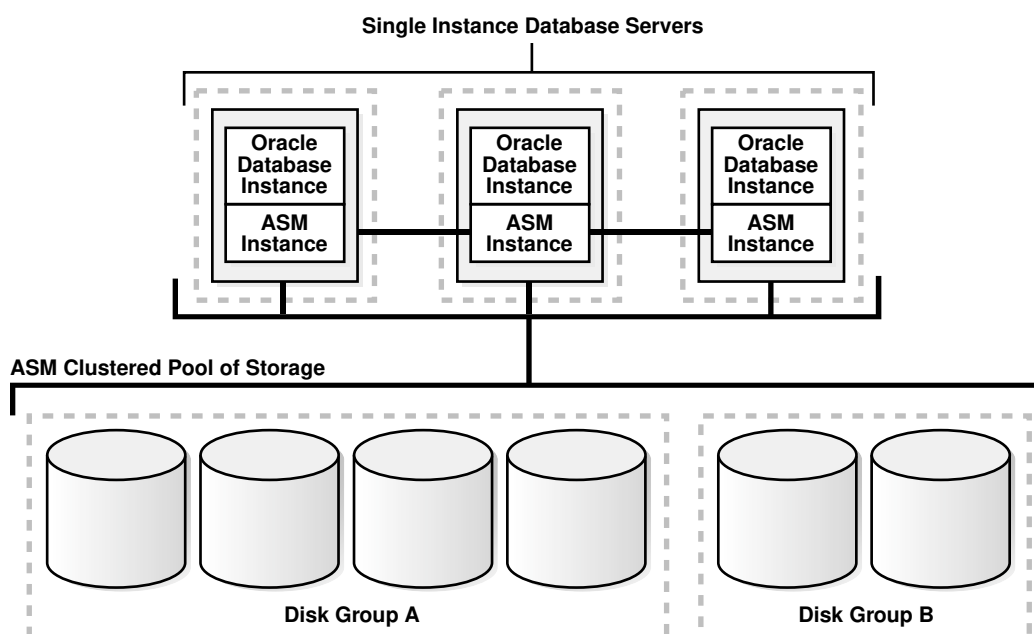 Single Instance Database Servers
Oracle
Database
Instance
ASM
Instance
Oracle
Database
Instance
ASM
Instance
Oracle
Database
Instance
ASM
Instance
ASM Clustered Pool of Storage
Disk Group A
Disk Group B